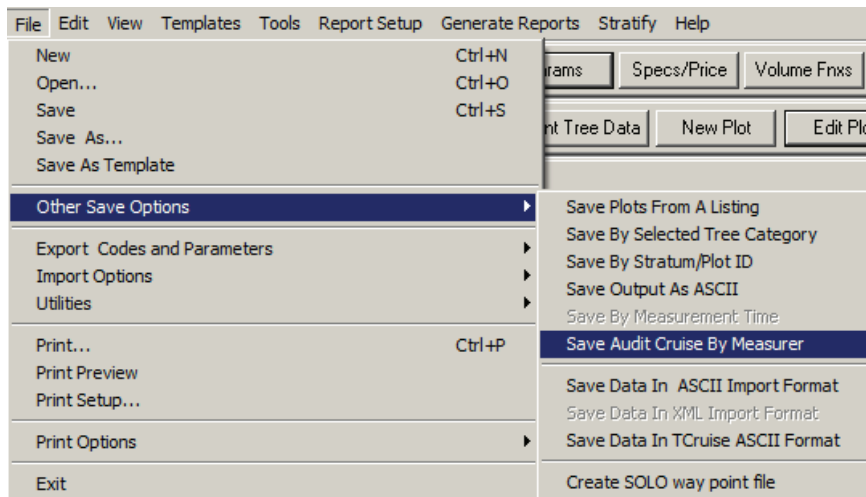 File Edit View Templates Tools Report Setup Generate Reports Stratify Help
New Ctrl+N
Open... Ctrl+O
Save Ctrl+S
Save As...
Save As Template
Other Save Options
Export Codes and Parameters
Import Options
Utilities
Print... Ctrl+P
Print Preview
Print Setup...
Print Options
Exit
Specs/Price Volume Fnxs
Tree Data New Plot Edit
Save Plots From A Listing
Save By Selected Tree Category
Save By Stratum/Plot ID
Save Output As ASCII
Save By Measurement Time
Save Audit Cruise By Measurer
Save Data In ASCII Import Format
Save Data In XML Import Format
Save Data In TCruise ASCII Format
Create SOLO way point file